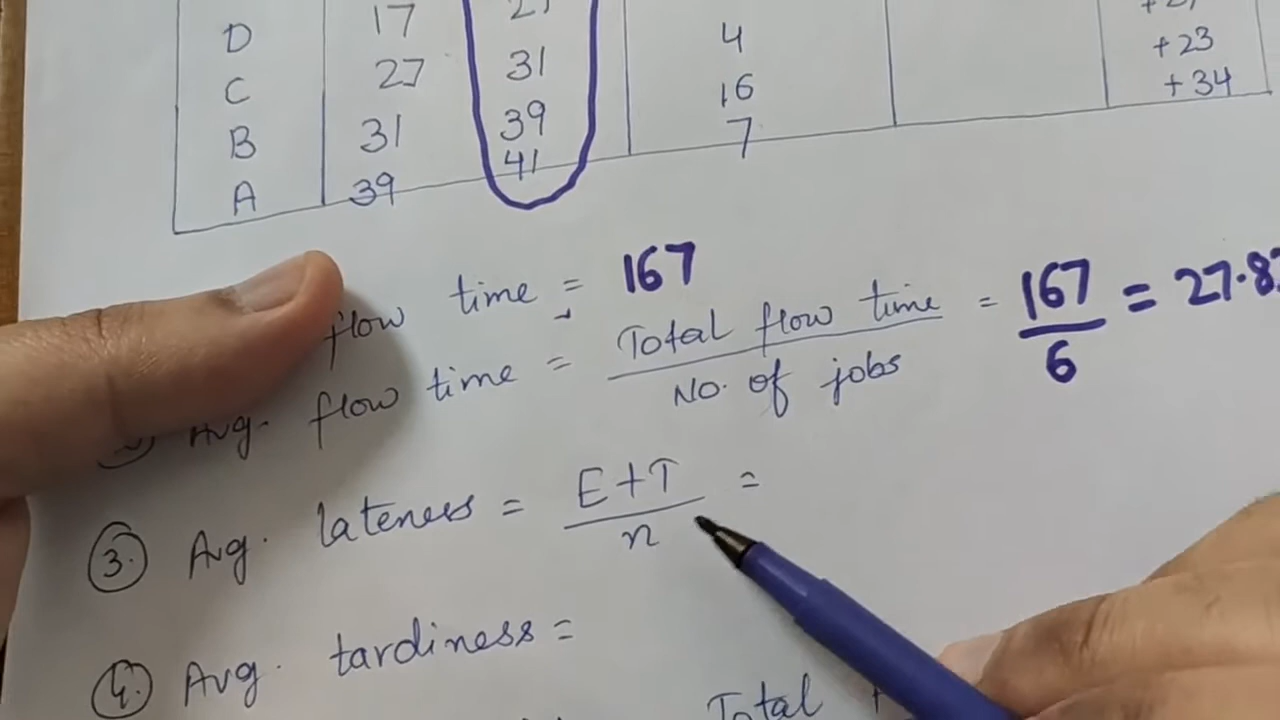 D 17 27
C 27 31 4 +23
B 31 39 16 +34
A 39 41 7
flow time = 167
Avg. flow time = Total flow time / No. of jobs = 167 / 6 = 27.8
3. Avg. lateness = E+T / n =
4. Avg. tardiness =
Total